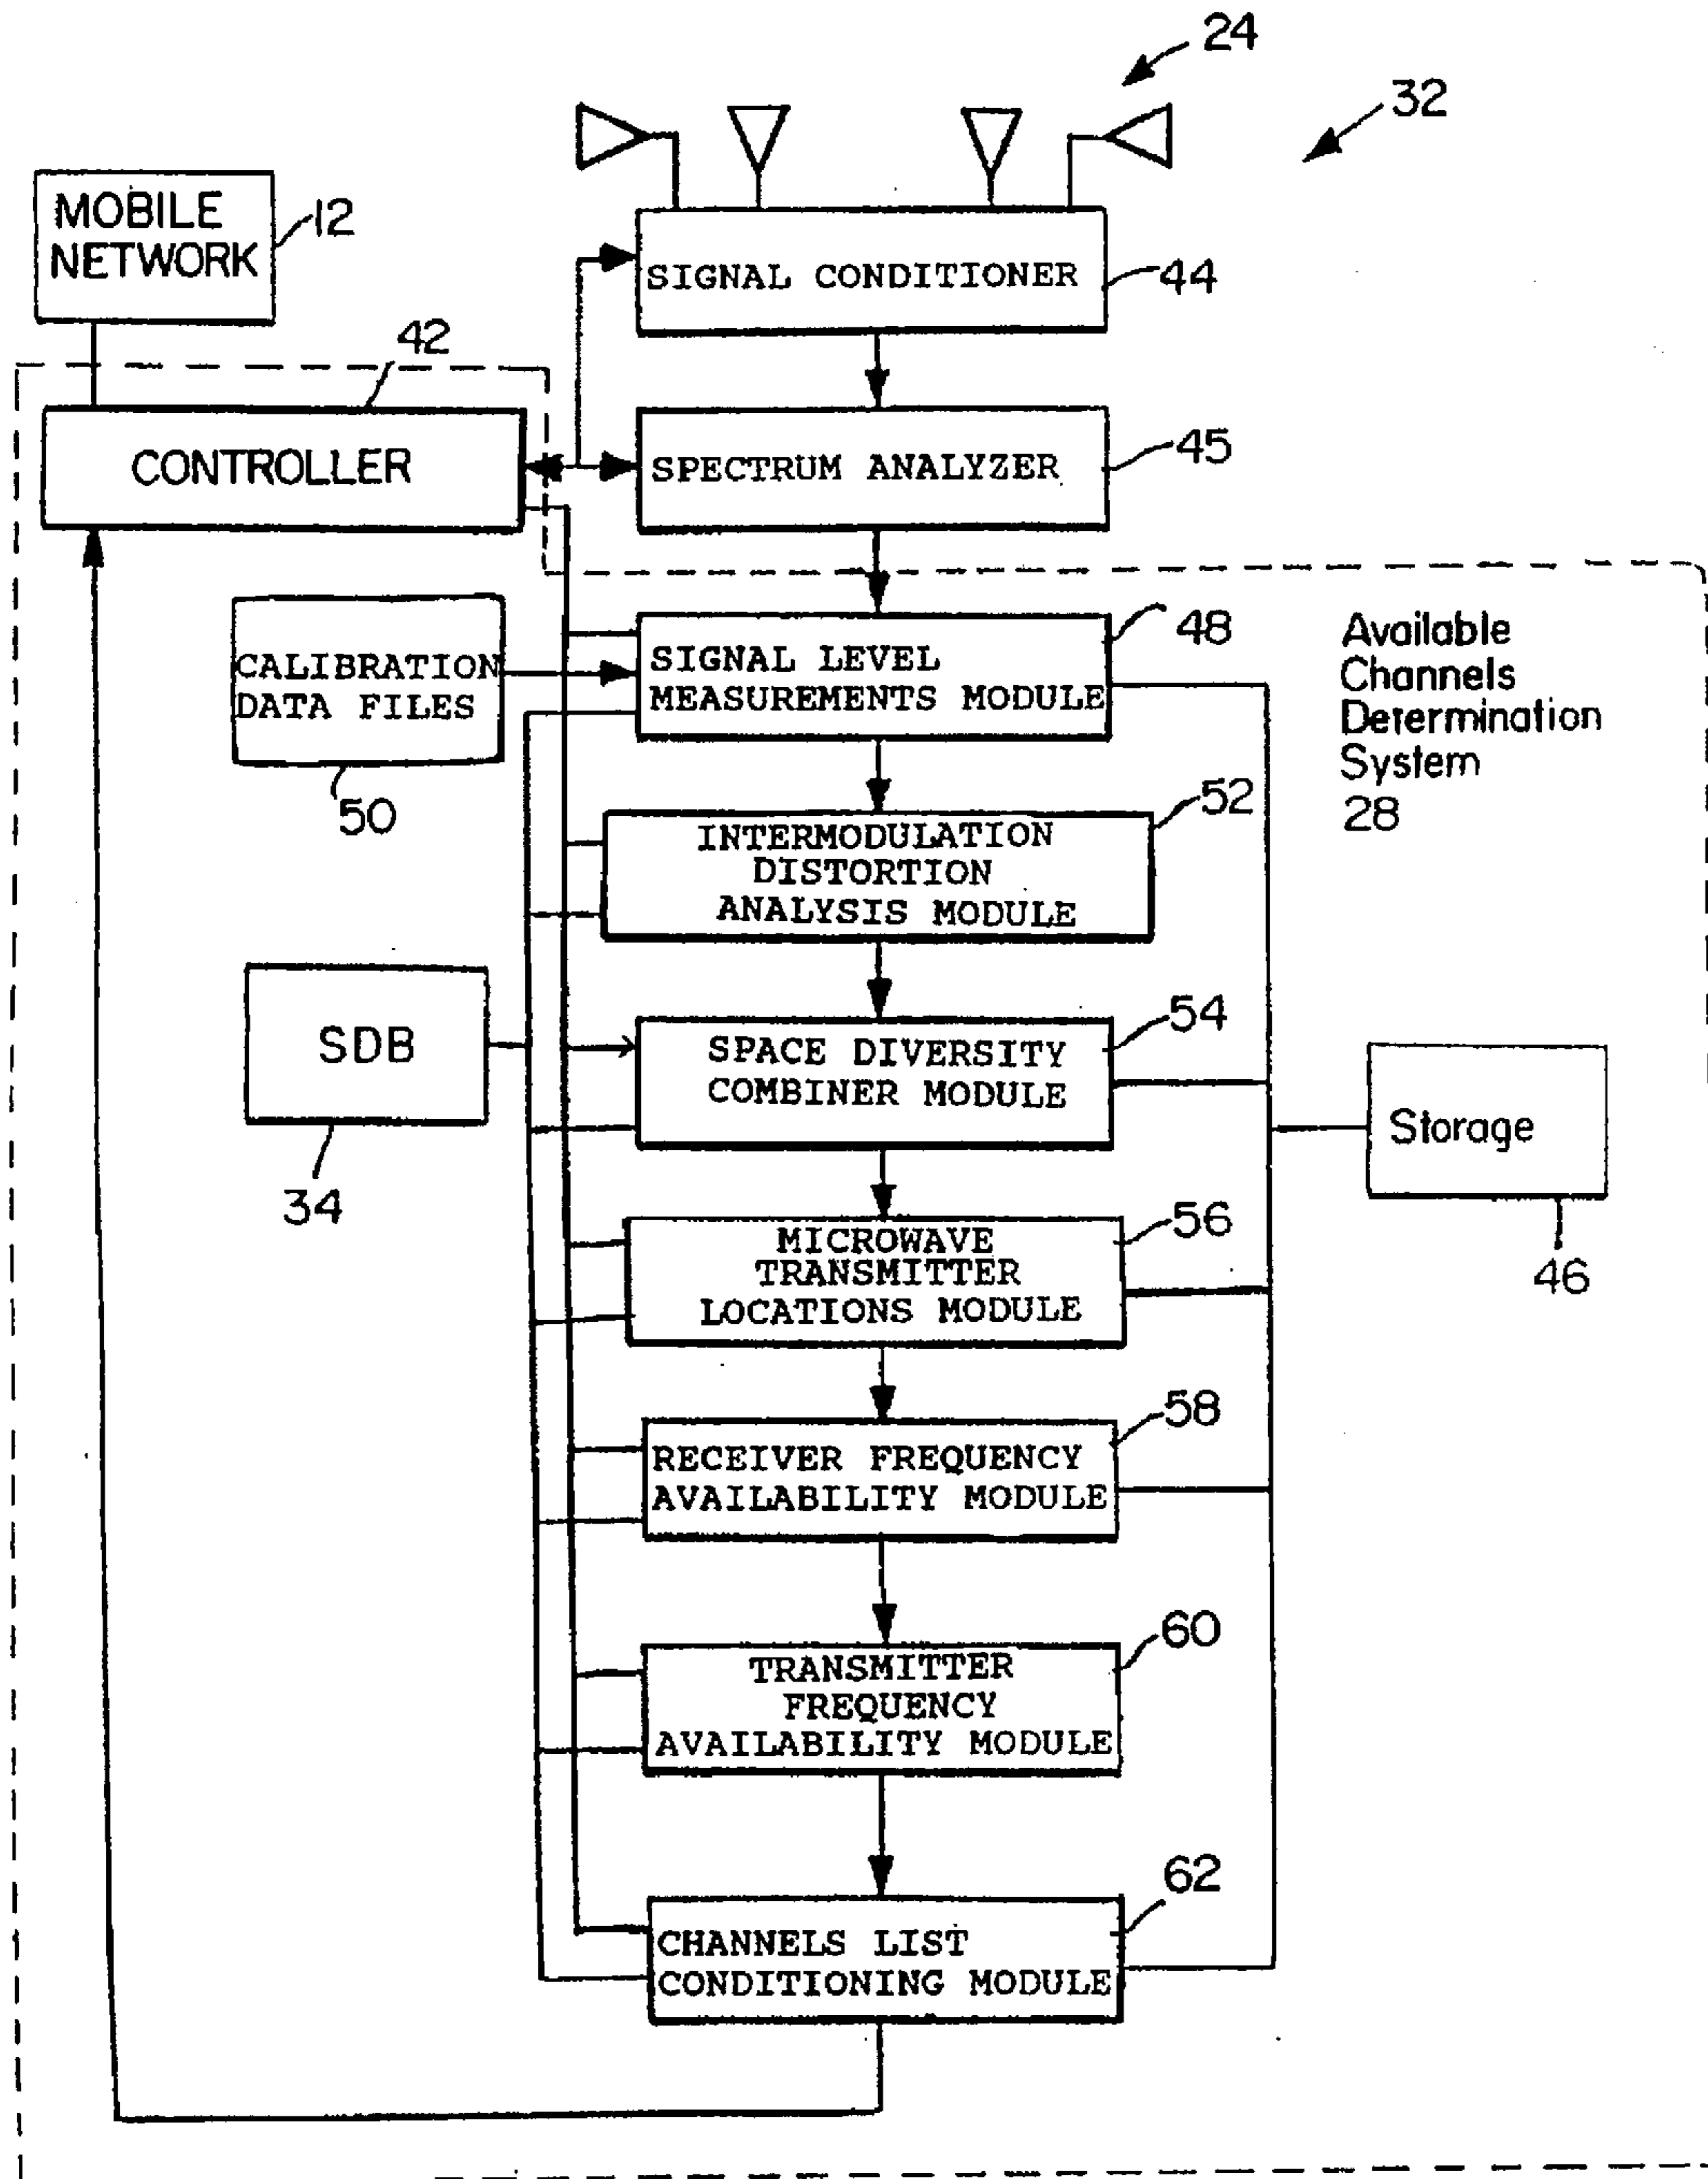 24
32
MOBILE
NETWORK
12
SIGNAL CONDITIONER
44
42
CONTROLLER
SPECTRUM ANALYZER
45
CALIBRATION
DATA FILES
50
SIGNAL LEVEL
MEASUREMENTS MODULE
48
Available
Channels
Determination
System
28
INTERMODULATION
DISTORTION
ANALYSIS MODULE
52
SDB
34
SPACE DIVERSITY
COMBINER MODULE
54
Storage
46
MICROWAVE
TRANSMITTER
LOCATIONS MODULE
56
RECEIVER FREQUENCY
AVAILABILITY MODULE
58
TRANSMITTER
FREQUENCY
AVAILABILITY MODULE
60
CHANNELS LIST
CONDITIONING MODULE
62